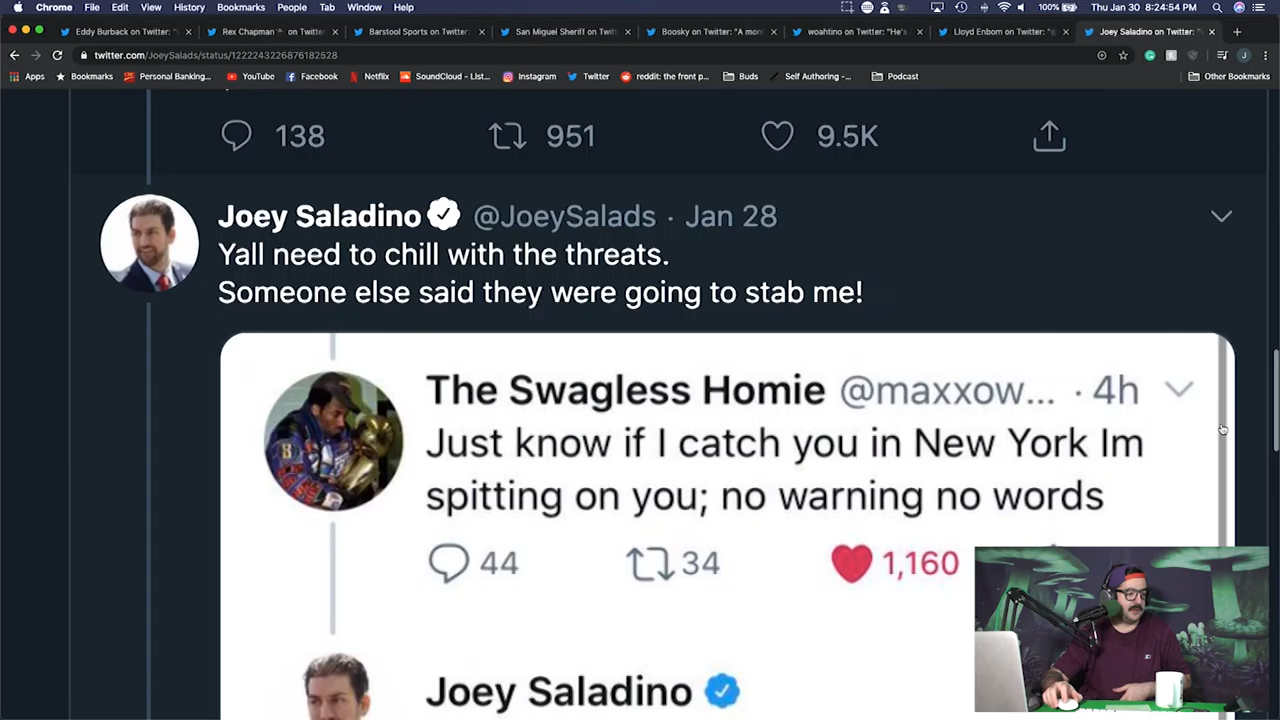 Chrome File Edit View History Bookmarks People Tab Window Help 100% Thu Jan 30 8:24:54 PM
Eddy Burback on Twitter: " Rex Chapman on Twitte Barstool Sports on Twitter: San Miguel Sheriff on Twitt Boosky on Twitter: "A mon woahtino on Twitter: "He's Lloyd Enborn on Twitter: "@ Joey Saladino on Twitter: "
twitter.com/JoeySalads/status/1222243226876182528
Apps Bookmarks Personal Banking... YouTube Facebook Netflix SoundCloud – List... Instagram Twitter reddit: the front p... Buds Self Authoring -... Podcast Other Bookmarks
138 951 9.5K
Joey Saladino @JoeySalads · Jan 28
Yall need to chill with the threats.
Someone else said they were going to stab me!
The Swagless Homie @maxxow... · 4h
Just know if I catch you in New York Im
spitting on you; no warning no words
44 34 1,160
Joey Saladino